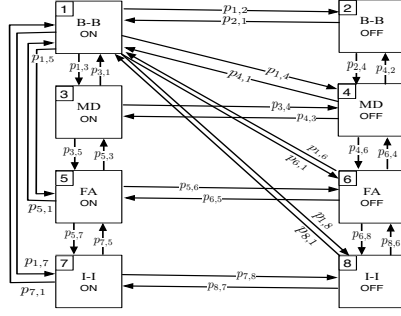 1 B-B ON
p1,2
p2,1
2 B-B OFF
p1,5
p1,3
p3,1
p1,4
p4,1
p2,4
p4,2
3 MD ON
p3,4
p4,3
4 MD OFF
p3,5
p5,3
p1,6
p6,1
p4,6
p6,4
5 FA ON
p5,6
p6,5
6 FA OFF
p5,1
p5,7
p7,5
p1,8
p8,1
p6,8
p8,6
p1,7
p7,1
7 I-I ON
p7,8
p8,7
8 I-I OFF